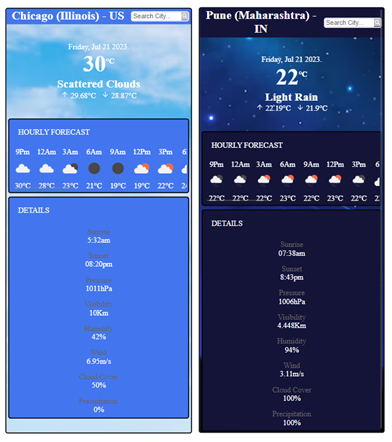 Chicago (Illinois) - US
Search City...
Friday, Jul 21 2023
30°C
Scattered Clouds
↑ 29.68°C ↓ 28.87°C
HOURLY FORECAST
9Pm 12Am 3Am 6Am 9Am 12Pm 3Pm 6
30°C 28°C 23°C 21°C 19°C 19°C 22°C 24
DETAILS
Sunrise
5:32am
Sunset
08:20pm
Pressure
1011hPa
Visibility
10Km
Humidity
42%
Wind
6.95m/s
Cloud Cover
50%
Precipitation
0%
Pune (Maharashtra) -
IN
Search City...
Friday, Jul 21 2023
22°C
Light Rain
↑ 22.19°C ↓ 21.9°C
HOURLY FORECAST
9Pm 12Am 3Am 6Am 9Am 12Pm 3Pm
22°C 22°C 22°C 23°C 23°C 22°C 22°C
DETAILS
Sunrise
07:38am
Sunset
8:43pm
Pressure
1006hPa
Visibility
4.448Km
Humidity
94%
Wind
3.11m/s
Cloud Cover
100%
Precipitation
100%